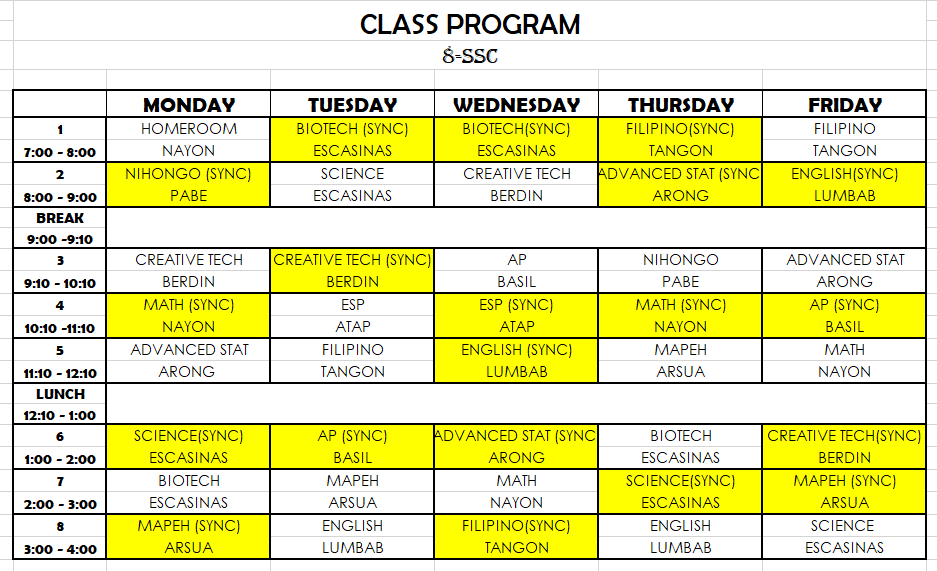 CLASS PROGRAM
8-SSC
MONDAY TUESDAY WEDNESDAY THURSDAY FRIDAY
1 HOMEROOM BIOTECH (SYNC) BIOTECH(SYNC) FILIPINO(SYNC) FILIPINO
7:00 - 8:00 NAYON ESCASINAS ESCASINAS TANGON TANGON
2 NIHONGO (SYNC) SCIENCE CREATIVE TECH ADVANCED STAT (SYNC ENGLISH(SYNC)
8:00 - 9:00 PABE ESCASINAS BERDIN ARONG LUMBAB
BREAK
9:00 -9:10
3 CREATIVE TECH CREATIVE TECH (SYNC) AP NIHONGO ADVANCED STAT
9:10 - 10:10 BERDIN BERDIN BASIL PABE ARONG
4 MATH (SYNC) ESP ESP (SYNC) MATH (SYNC) AP (SYNC)
10:10 -11:10 NAYON ATAP ATAP NAYON BASIL
5 ADVANCED STAT FILIPINO ENGLISH (SYNC) MAPEH MATH
11:10 - 12:10 ARONG TANGON LUMBAB ARSUA NAYON
LUNCH
12:10 - 1:00
6 SCIENCE(SYNC) AP (SYNC) ADVANCED STAT (SYNC BIOTECH CREATIVE TECH(SYNC)
1:00 - 2:00 ESCASINAS BASIL ARONG ESCASINAS BERDIN
7 BIOTECH MAPEH MATH SCIENCE(SYNC) MAPEH (SYNC)
2:00 - 3:00 ESCASINAS ARSUA NAYON ESCASINAS ARSUA
8 MAPEH (SYNC) ENGLISH FILIPINO(SYNC) ENGLISH SCIENCE
3:00 - 4:00 ARSUA LUMBAB TANGON LUMBAB ESCASINAS